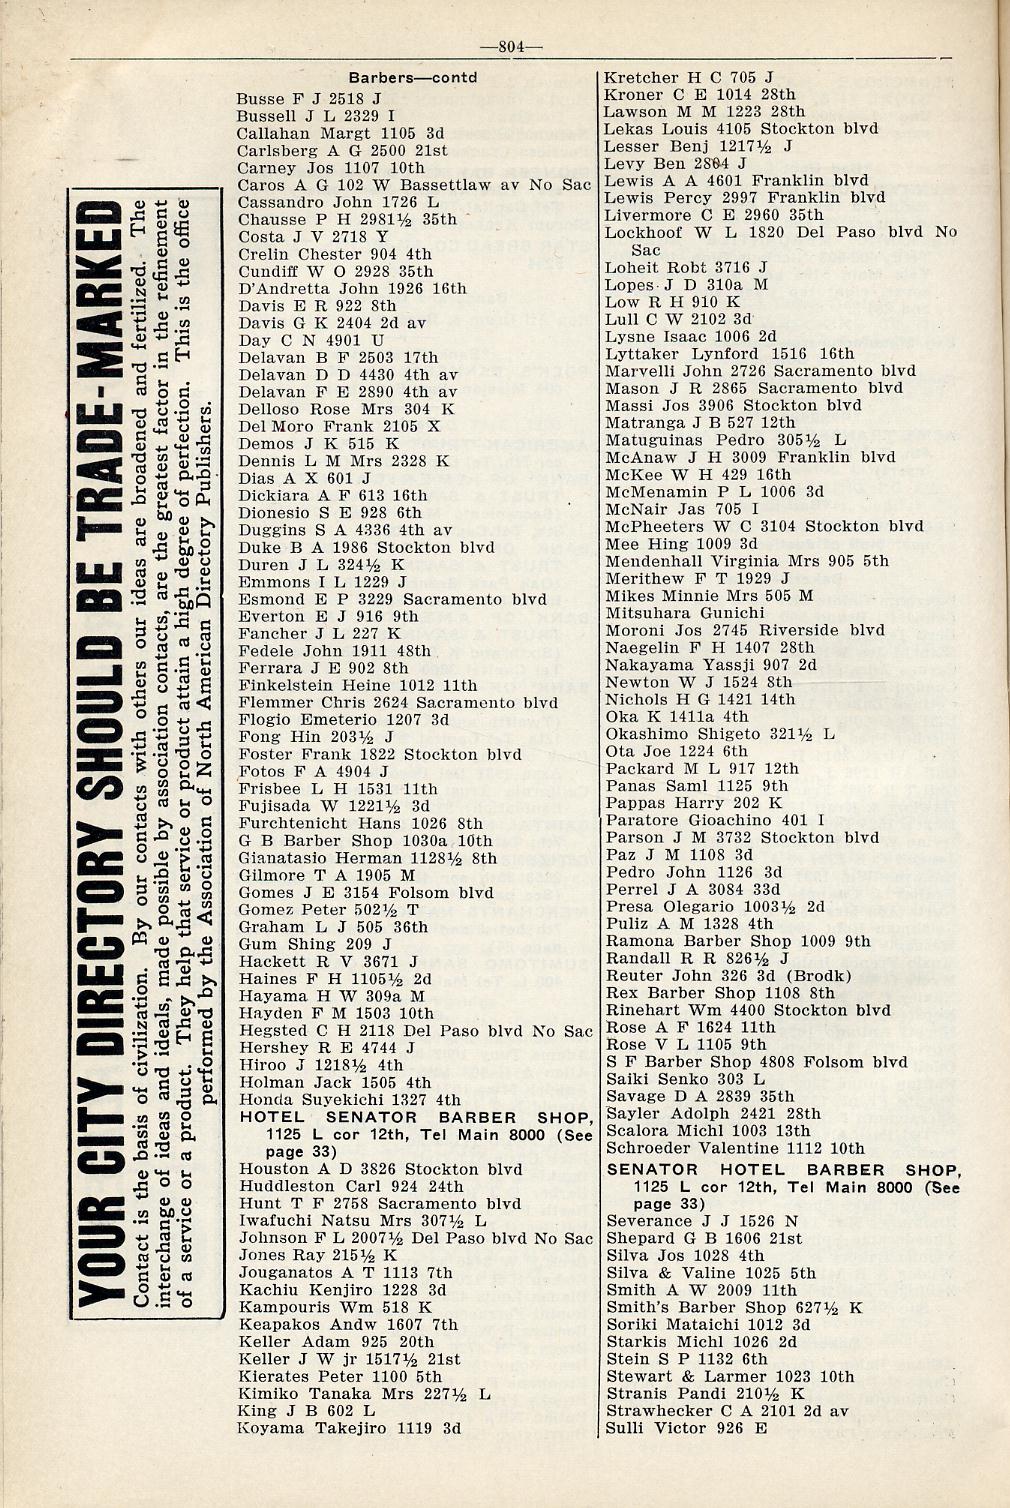 —804—
YOUR CITY DIRECTORY SHOULD BE TRADE-MARKED
Contact is the basis of civilization. By our contacts with others our ideas are broadened and fertilized. The
interchange of ideas and ideals, made possible by association contacts, are the greatest factor in the refinement
of a service or a product. They help that service or product attain a high degree of perfection. This is the office
performed by the Association of North American Directory Publishers.
Barbers—contd
Busse F J 2518 J
Bussell J L 2329 I
Callahan Margt 1105 3d
Carlsberg A G 2500 21st
Carney Jos 1107 10th
Caros A G 102 W Bassettlaw av No Sac
Cassandro John 1726 L
Chausse P H 2981½ 35th
Costa J V 2718 Y
Crelin Chester 904 4th
Cundiff W O 2928 35th
D'Andretta John 1926 16th
Davis E R 922 8th
Davis G K 2404 2d av
Day C N 4901 U
Delavan B F 2503 17th
Delavan D D 4430 4th av
Delavan F E 2890 4th av
Delloso Rose Mrs 304 K
Del Moro Frank 2105 X
Demos J K 515 K
Dennis L M Mrs 2328 K
Dias A X 601 J
Dickiara A F 613 16th
Dionesio S E 928 6th
Duggins S A 4336 4th av
Duke B A 1986 Stockton blvd
Duren J L 324½ K
Emmons I L 1229 J
Esmond E P 3229 Sacramento blvd
Everton E J 916 9th
Fancher J L 227 K
Fedele John 1911 48th
Ferrara J E 902 8th
Finkelstein Heine 1012 11th
Flemmer Chris 2624 Sacramento blvd
Flogio Emeterio 1207 3d
Fong Hin 203½ J
Foster Frank 1822 Stockton blvd
Fotos F A 4904 J
Frisbee L H 1531 11th
Fujisada W 1221½ 3d
Furchtenicht Hans 1026 8th
G B Barber Shop 1030a 10th
Gianatasio Herman 1128½ 8th
Gilmore T A 1905 M
Gomes J E 3154 Folsom blvd
Gomez Peter 502½ T
Graham L J 505 36th
Gum Shing 209 J
Hackett R V 3671 J
Haines F H 1105½ 2d
Hayama H W 309a M
Hayden F M 1503 10th
Hegsted C H 2118 Del Paso blvd No Sac
Hershey R E 4744 J
Hiroo J 1218½ 4th
Holman Jack 1505 4th
Honda Suyekichi 1327 4th
HOTEL SENATOR BARBER SHOP,
1125 L cor 12th, Tel Main 8000 (See
page 33)
Houston A D 3826 Stockton blvd
Huddleston Carl 924 24th
Hunt T F 2758 Sacramento blvd
Iwafuchi Natsu Mrs 307½ L
Johnson F L 2007½ Del Paso blvd No Sac
Jones Ray 215½ K
Jouganatos A T 1113 7th
Kachiu Kenjiro 1228 3d
Kampouris Wm 518 K
Keapakos Andw 1607 7th
Keller Adam 925 20th
Keller J W jr 1517½ 21st
Kierates Peter 1100 5th
Kimiko Tanaka Mrs 227½ L
King J B 602 L
Koyama Takejiro 1119 3d
Kretcher H C 705 J
Kroner C E 1014 28th
Lawson M M 1223 28th
Lekas Louis 4105 Stockton blvd
Lesser Benj 1217½ J
Levy Ben 2804 J
Lewis A A 4601 Franklin blvd
Lewis Percy 2997 Franklin blvd
Livermore C E 2960 35th
Lockhoof W L 1820 Del Paso blvd No
Sac
Loheit Robt 3716 J
Lopes J D 310a M
Low R H 910 K
Lull C W 2102 3d
Lysne Isaac 1006 2d
Lyttaker Lynford 1516 16th
Marvelli John 2726 Sacramento blvd
Mason J R 2865 Sacramento blvd
Massi Jos 3906 Stockton blvd
Matranga J B 527 12th
Matuguinas Pedro 305½ L
McAnaw J H 3009 Franklin blvd
McKee W H 429 16th
McMenamin P L 1006 3d
McNair Jas 705 I
McPheeters W C 3104 Stockton blvd
Mee Hing 1009 3d
Mendenhall Virginia Mrs 905 5th
Merithew F T 1929 J
Mikes Minnie Mrs 505 M
Mitsuhara Gunichi
Moroni Jos 2745 Riverside blvd
Naegelin F H 1407 28th
Nakayama Yassji 907 2d
Newton W J 1524 8th
Nichols H G 1421 14th
Oka K 1411a 4th
Okashimo Shigeto 321½ L
Ota Joe 1224 6th
Packard M L 917 12th
Panas Saml 1125 9th
Pappas Harry 202 K
Paratore Gioachino 401 I
Parson J M 3732 Stockton blvd
Paz J M 1108 3d
Pedro John 1126 3d
Perrel J A 3084 33d
Presa Olegario 1003½ 2d
Puliz A M 1328 4th
Ramona Barber Shop 1009 9th
Randall R R 826½ J
Reuter John 326 3d (Brodk)
Rex Barber Shop 1108 8th
Rinehart Wm 4400 Stockton blvd
Rose A F 1624 11th
Rose V L 1105 9th
S F Barber Shop 4808 Folsom blvd
Saiki Senko 303 L
Savage D A 2839 35th
Sayler Adolph 2421 28th
Scalora Michl 1003 13th
Schroeder Valentine 1112 10th
SENATOR HOTEL BARBER SHOP,
1125 L cor 12th, Tel Main 8000 (See
page 33)
Severance J J 1526 N
Shepard G B 1606 21st
Silva Jos 1028 4th
Silva & Valine 1025 5th
Smith A W 2009 11th
Smith's Barber Shop 627½ K
Soriki Mataichi 1012 3d
Starkis Michl 1026 2d
Stein S P 1132 6th
Stewart & Larmer 1023 10th
Stranis Pandi 210½ K
Strawhecker C A 2101 2d av
Sulli Victor 926 E